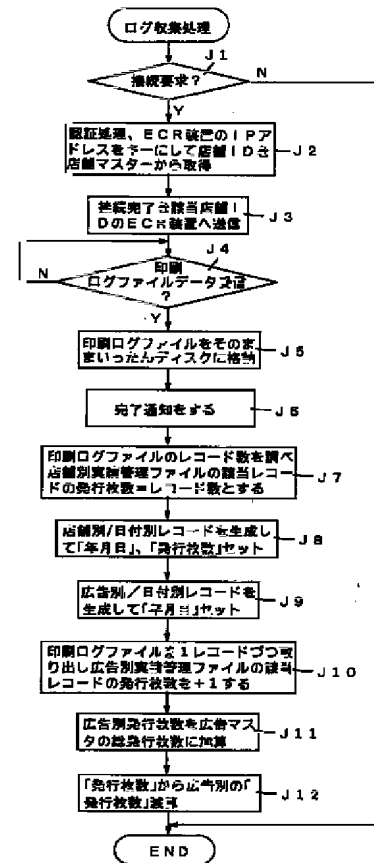 ログ収集処理
J1
接続要求?
N
Y
認証処理、ECR装置のIPア
ドレスをキーにして店舗IDを
店舗マスターから取得
J2
接続完了を該当店舗I
DのECR装置へ送信
J3
J4
印刷
ログファイルデータ受信
?
N
Y
印刷ログファイルをそのま
まいったんディスクに格納
J5
完了通知をする
J6
印刷ログファイルのレコード数を調べ
店舗別実績管理ファイルの該当レコー
ドの発行枚数=レコード数とする
J7
店舗別/日付別レコードを生成し
て「年月日」、「発行枚数」セット
J8
広告別/日付別レコードを
生成して「年月日」セット
J9
印刷ログファイルを1レコードづつ取
り出し広告別実績管理ファイルの該当
レコードの発行枚数を+1する
J10
広告別発行枚数を広告マス
タの総発行枚数に加算
J11
「発行枚数」から広告別の「
発行枚数」減算
J12
END